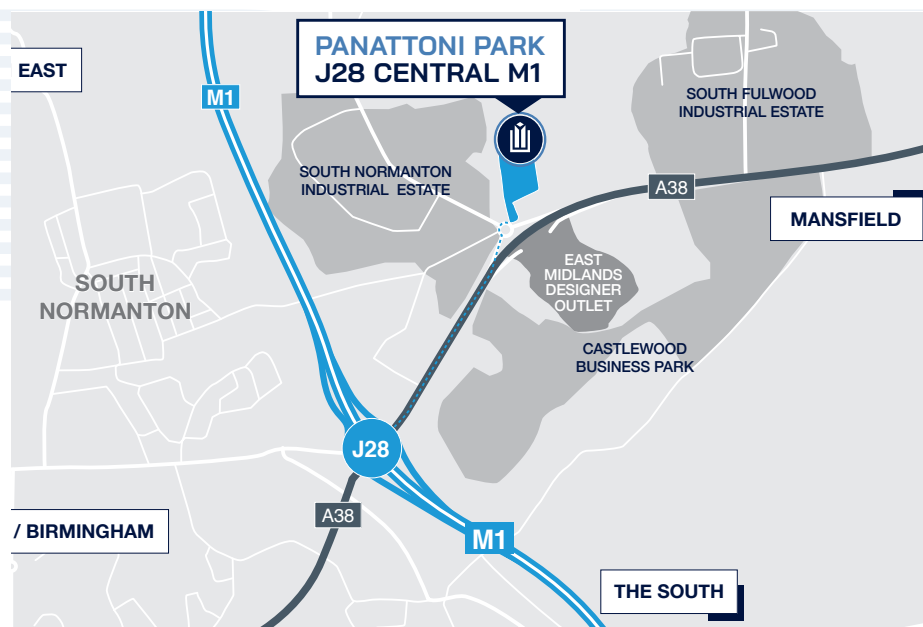 PANATTONI PARK
J28 CENTRAL M1
EAST
M1
SOUTH FULWOOD
INDUSTRIAL ESTATE
SOUTH NORMANTON
INDUSTRIAL ESTATE
A38
MANSFIELD
EAST
MIDLANDS
DESIGNER
OUTLET
SOUTH
NORMANTON
CASTLEWOOD
BUSINESS PARK
J28
A38
/ BIRMINGHAM
M1
THE SOUTH